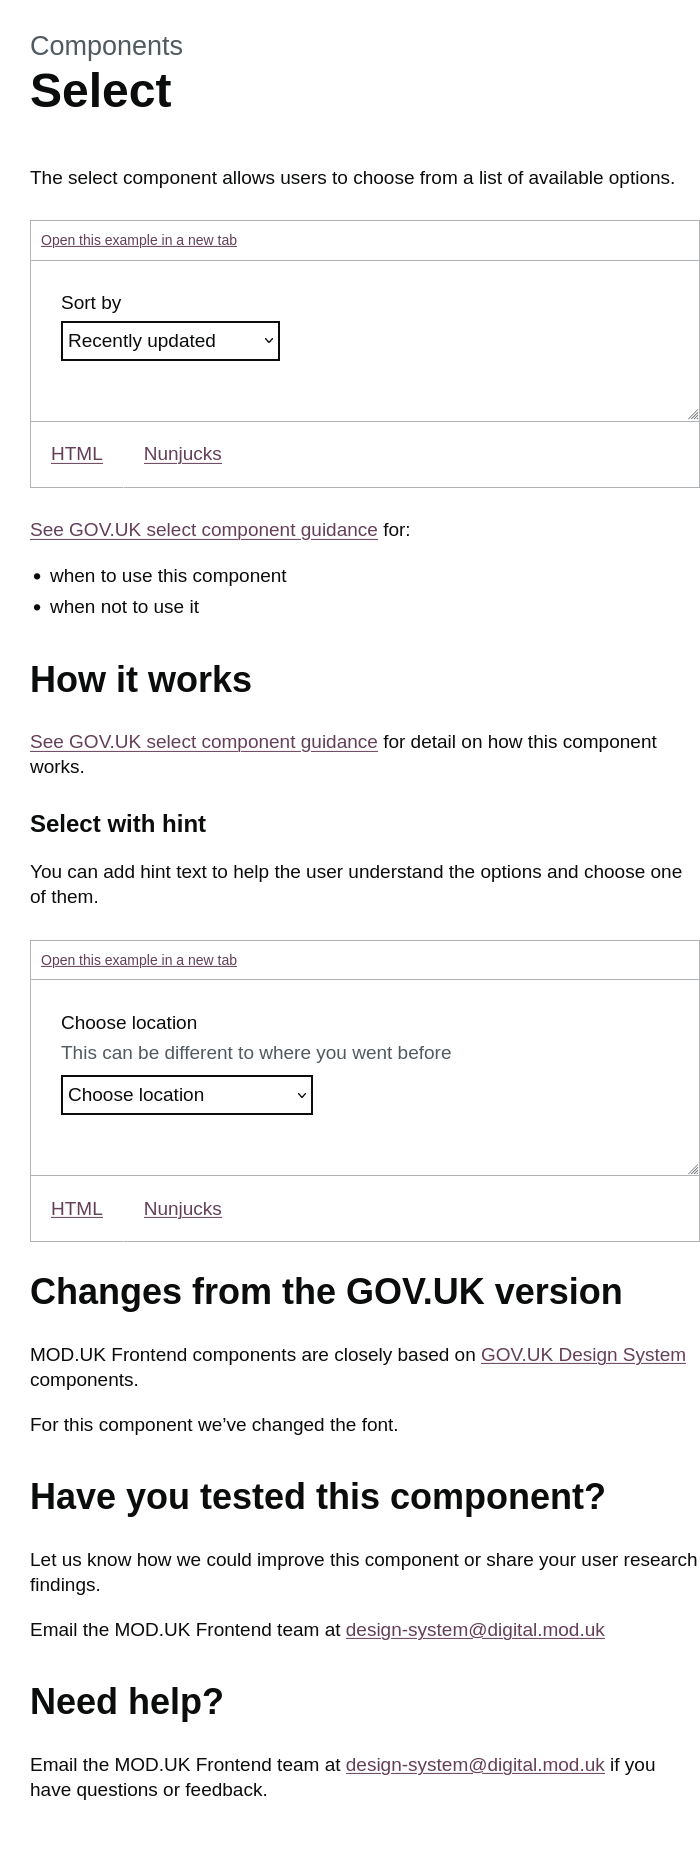 Components
Select
The select component allows users to choose from a list of available options.
Open this example in a new tab
Sort by
Recently updated
HTML Nunjucks
See GOV.UK select component guidance for:
• when to use this component
• when not to use it
How it works
See GOV.UK select component guidance for detail on how this component
works.
Select with hint
You can add hint text to help the user understand the options and choose one
of them.
Open this example in a new tab
Choose location
This can be different to where you went before
Choose location
HTML Nunjucks
Changes from the GOV.UK version
MOD.UK Frontend components are closely based on GOV.UK Design System
components.
For this component we’ve changed the font.
Have you tested this component?
Let us know how we could improve this component or share your user research
findings.
Email the MOD.UK Frontend team at design-system@digital.mod.uk
Need help?
Email the MOD.UK Frontend team at design-system@digital.mod.uk if you
have questions or feedback.